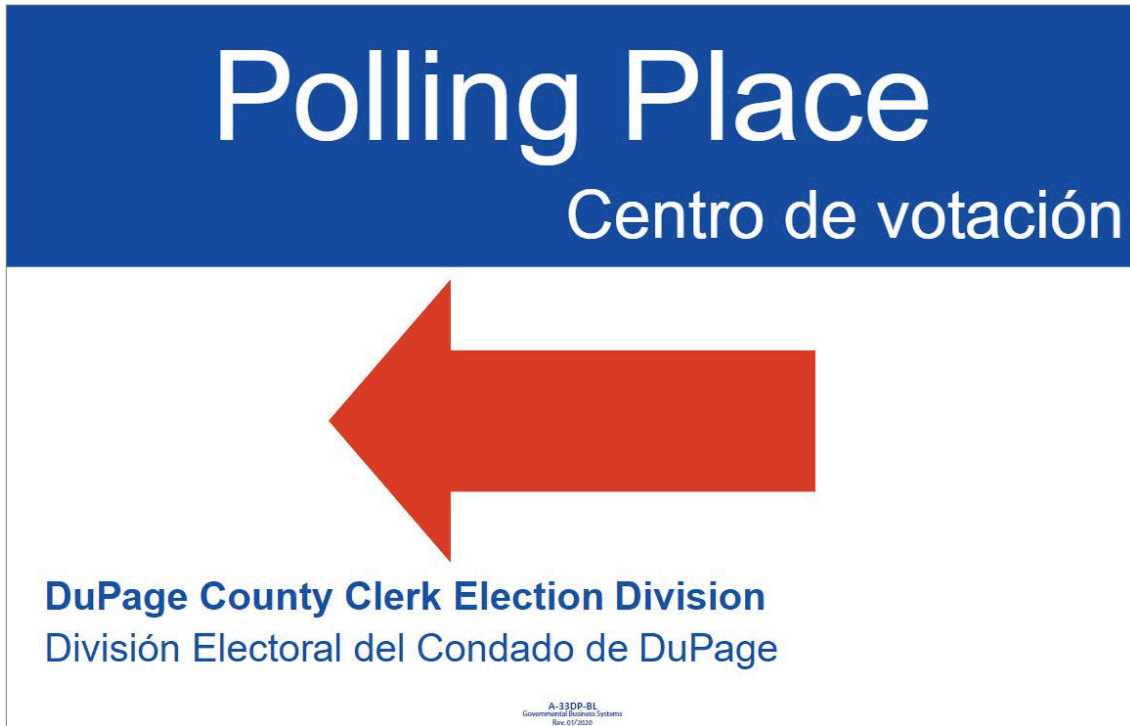 Polling Place
Centro de votación
DuPage County Clerk Election Division
División Electoral del Condado de DuPage
A-33DP-BL
Governmental Business Systems
Rev. 01/2020